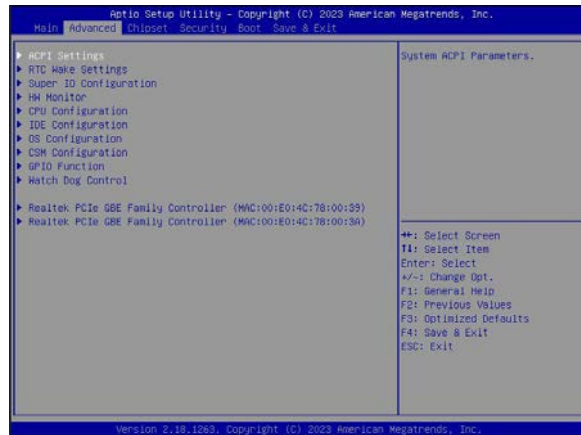 Aptio Setup Utility – Copyright (C) 2023 American Megatrends, Inc.
Main Advanced Chipset Security Boot Save & Exit
ACPI Settings
RTC Wake Settings
Super IO Configuration
HW Monitor
CPU Configuration
IDE Configuration
OS Configuration
CSM Configuration
GPIO Function
Watch Dog Control
Realtek PCIe GBE Family Controller (MAC:00:E0:4C:78:00:39)
Realtek PCIe GBE Family Controller (MAC:00:E0:4C:78:00:3A)
System ACPI Parameters.
→←: Select Screen
↑↓: Select Item
Enter: Select
+/-: Change Opt.
F1: General Help
F2: Previous Values
F3: Optimized Defaults
F4: Save & Exit
ESC: Exit
Version 2.18.1263. Copyright (C) 2023 American Megatrends, Inc.